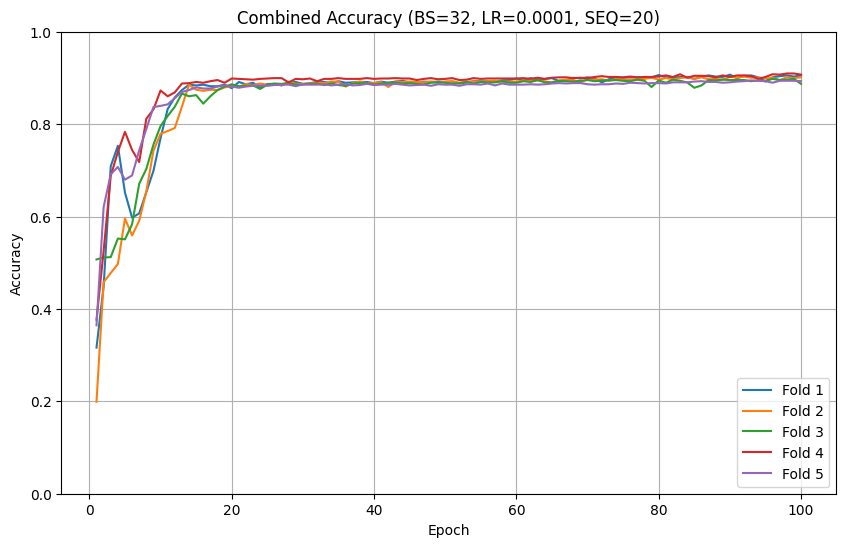 Combined Accuracy (BS=32, LR=0.0001, SEQ=20)
1.0
0.8
0.6
0.4
0.2
0.0
Accuracy
0 20 40 60 80 100
Epoch
Fold 1
Fold 2
Fold 3
Fold 4
Fold 5